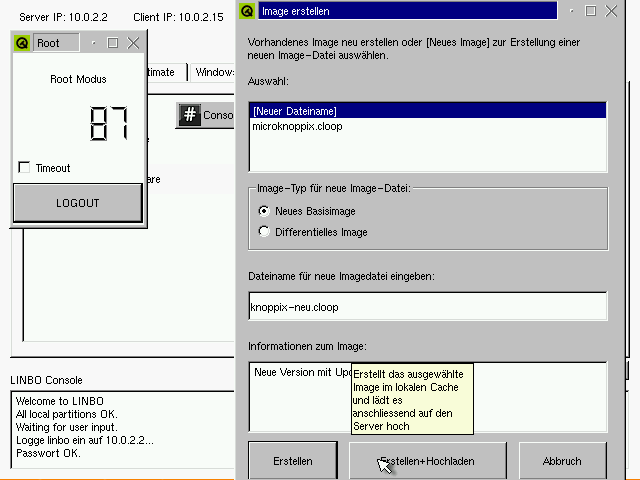 Server IP: 10.0.2.2 Client IP: 10.0.2.15
Root
Root Modus
87
Timeout
LOGOUT
timate
Windows
# Conso
re
are
LINBO Console
Welcome to LINBO
All local partitions OK.
Waiting for user input.
Logge linbo ein auf 10.0.2.2...
Passwort OK.
Image erstellen
Vorhandenes Image neu erstellen oder [Neues Image] zur Erstellung einer
neuen Image-Datei auswählen.
Auswahl:
[Neuer Dateiname]
microknoppix.cloop
Image-Typ für neue Image-Datei:
Neues Basisimage
Differentielles Image
Dateiname für neue Imagedatei eingeben:
knoppix-neu.cloop
Informationen zum Image:
Neue Version mit Upd
Erstellt das ausgewählte
Image im lokalen Cache
und lädt es
anschliessend auf den
Server hoch
Erstellen
Erstellen+Hochladen
Abbruch